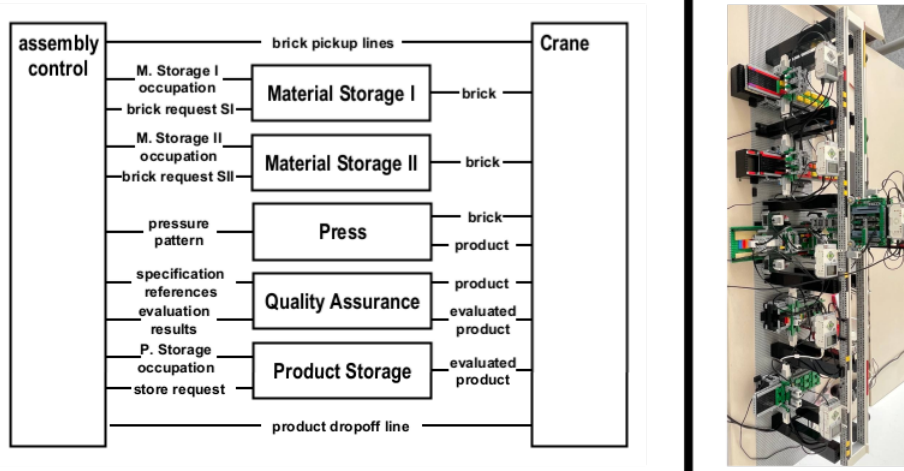 assembly
control
brick pickup lines
Crane
M. Storage I
occupation
brick request SI
Material Storage I
brick
M. Storage II
occupation
brick request SII
Material Storage II
brick
pressure
pattern
Press
brick
product
specification
references
evaluation
results
Quality Assurance
product
evaluated
product
P. Storage
occupation
store request
Product Storage
evaluated
product
product dropoff line